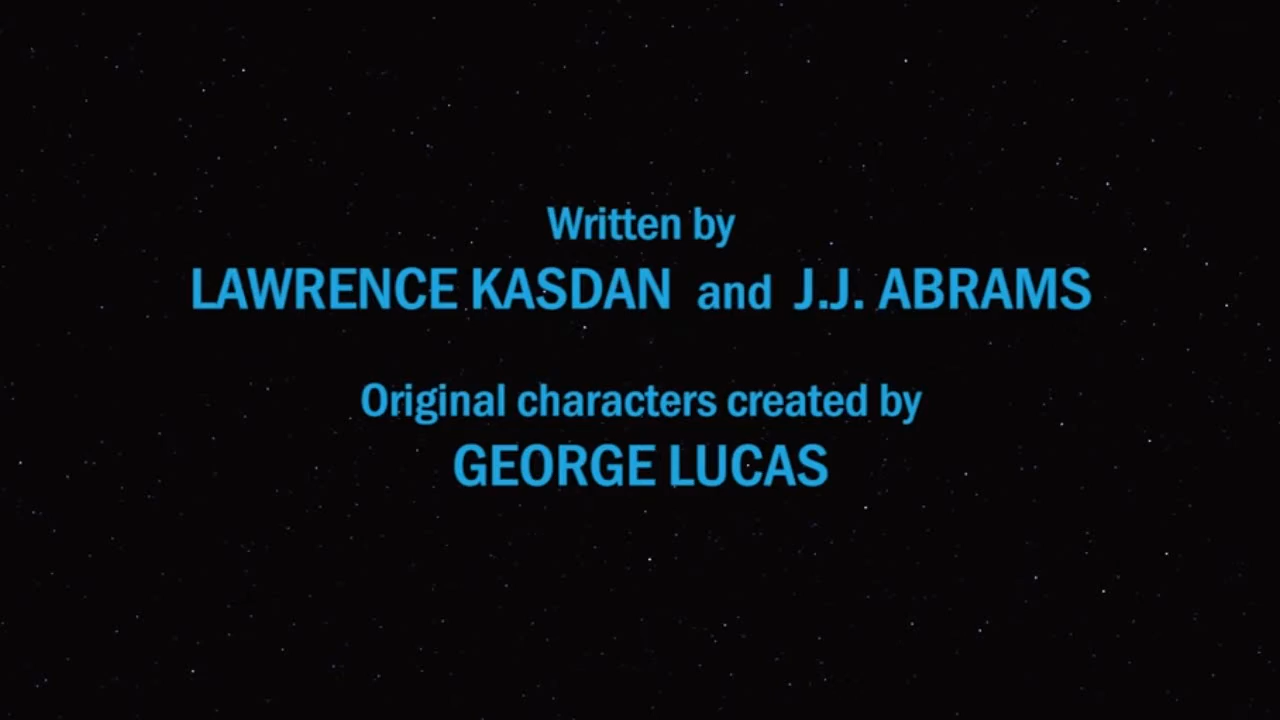 Written by
LAWRENCE KASDAN and J.J. ABRAMS
Original characters created by
GEORGE LUCAS